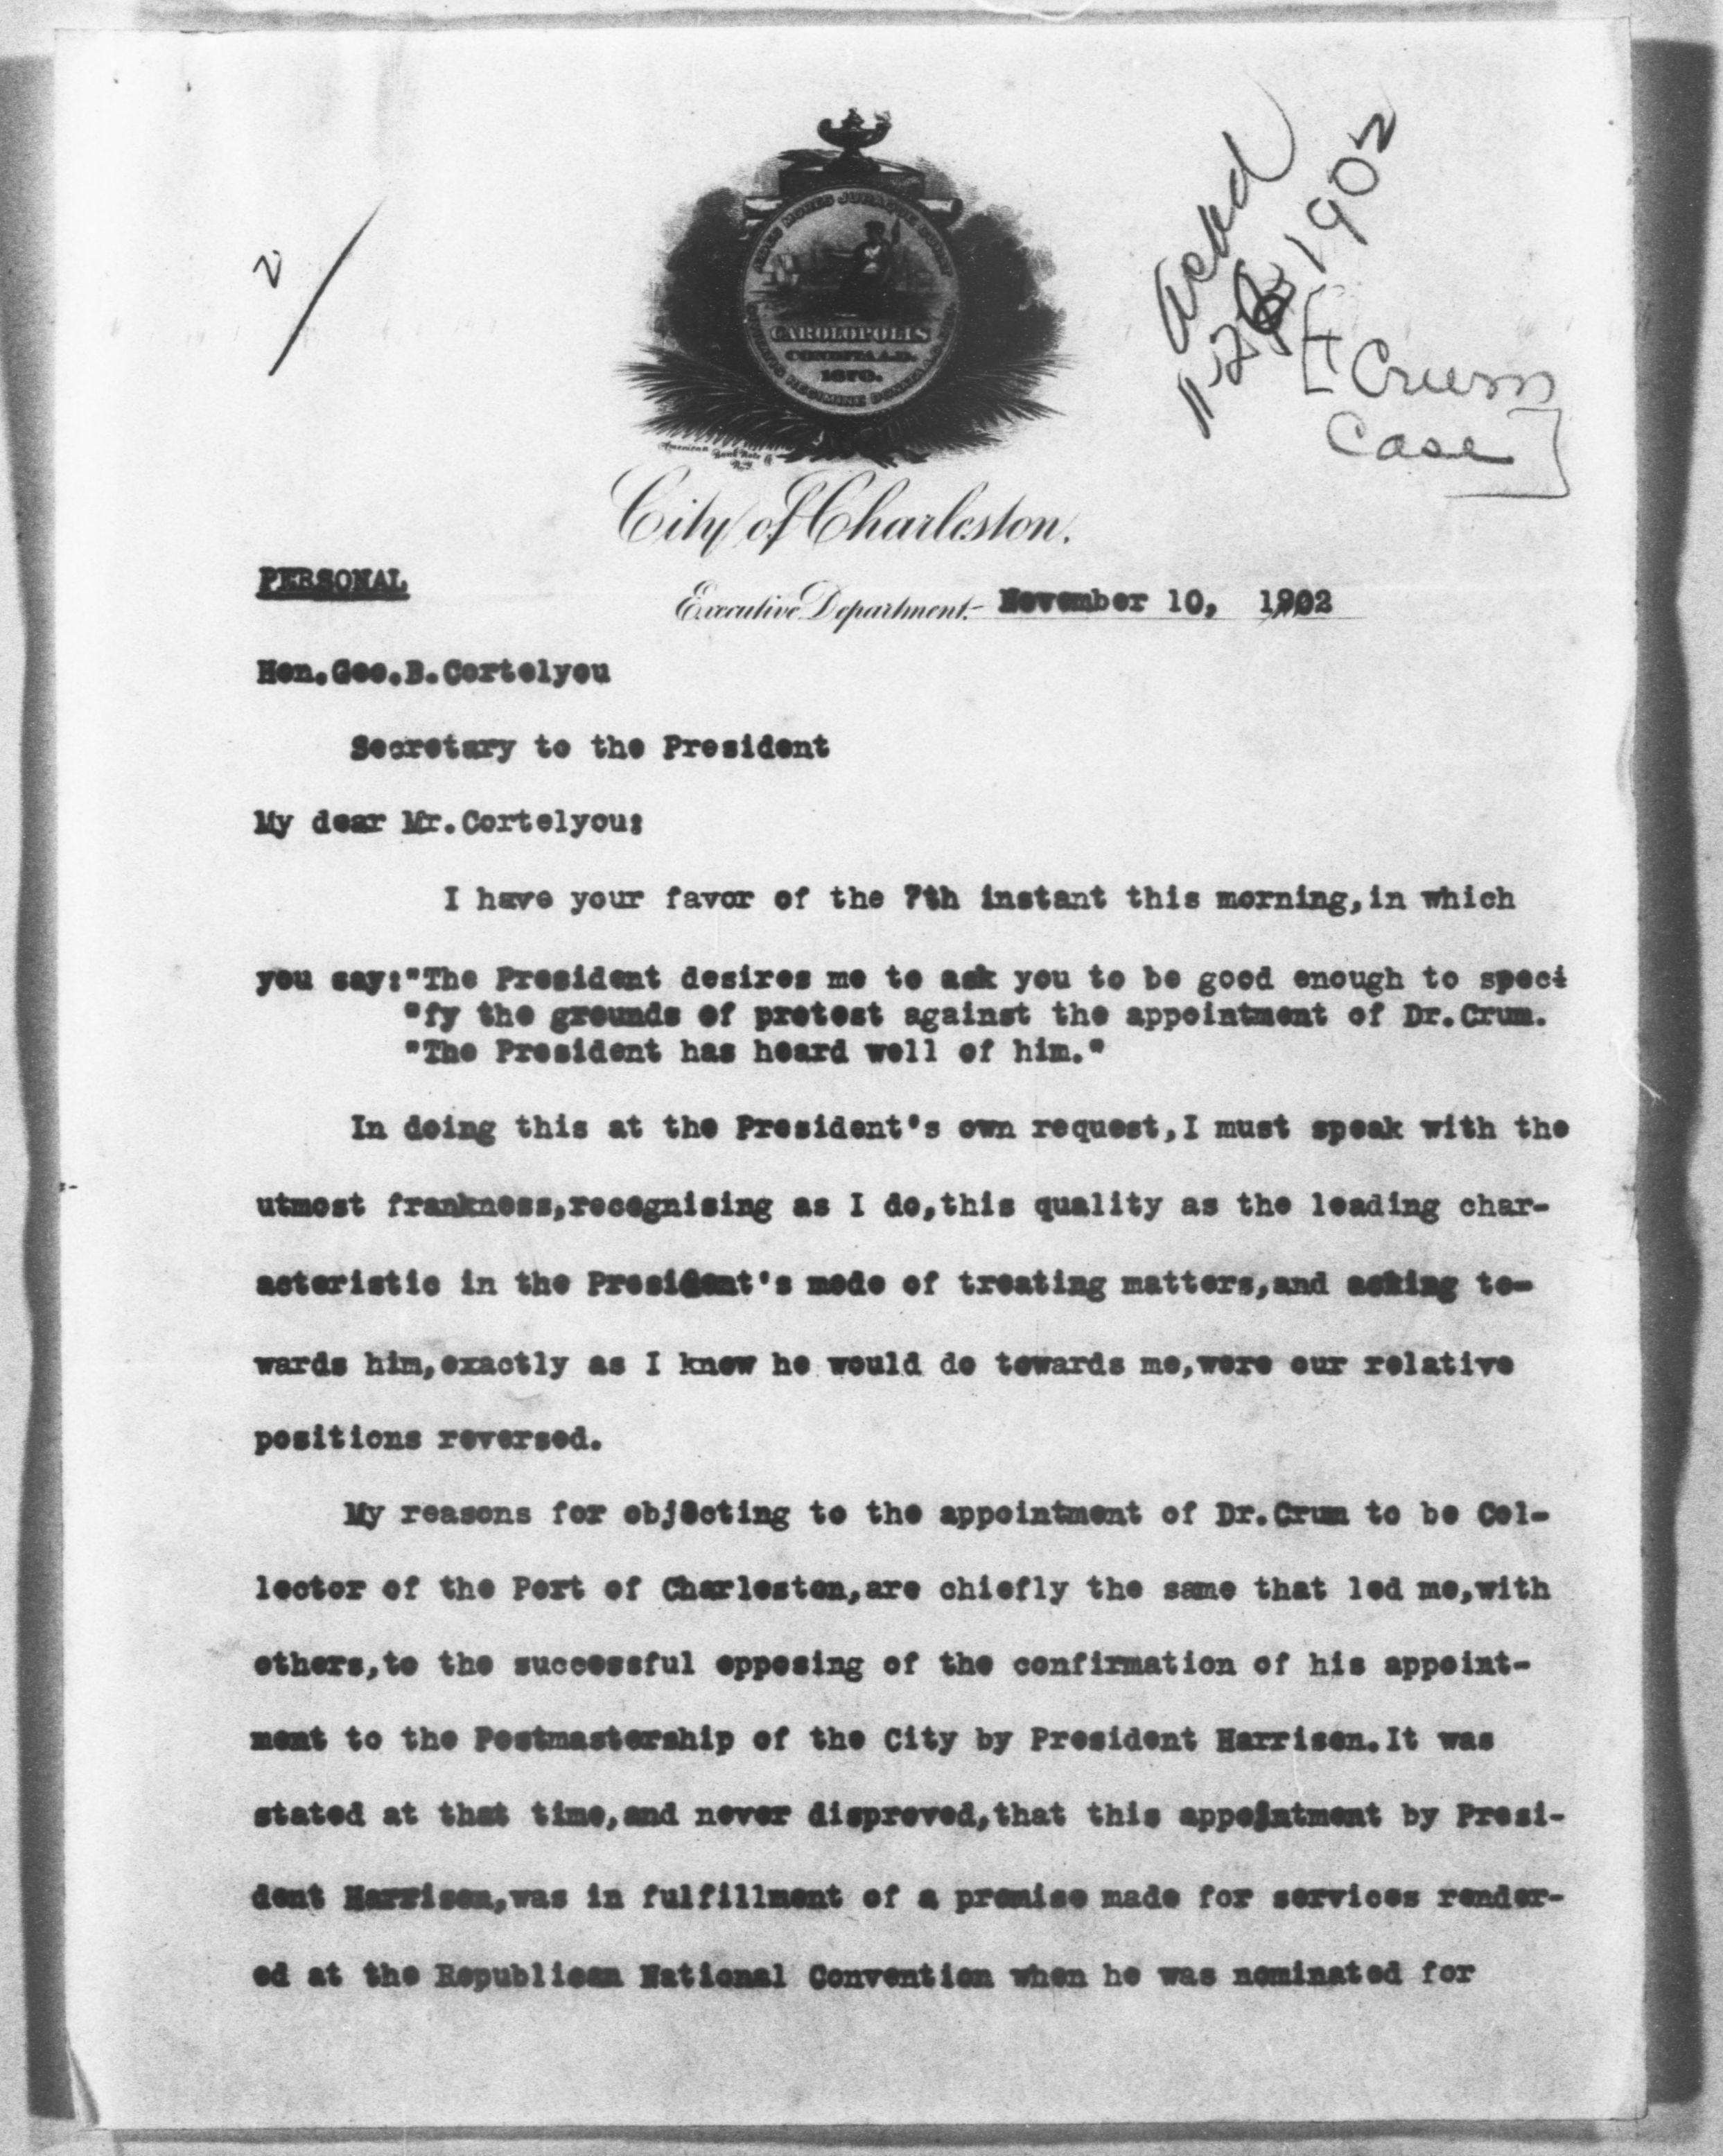 2/
Ackd
1902
[Crum
Case]
CAROLOPOLIS
CONDITA A.D.
1670.
American Bank Note Co
N.Y.
City of Charleston.
PERSONAL
Executive Department. November 10, 1902
Hon.Geo.B.Cortelyou
Secretary to the President
My dear Mr.Cortelyou:
I have your favor of the 7th instant this morning,in which
you say:"The President desires me to ask you to be good enough to speci
"fy the grounds of protest against the appointment of Dr.Crum.
"The President has heard well of him."
In doing this at the President's own request,I must speak with the
utmost frankness,recognising as I do,this quality as the leading char-
acteristic in the President's mode of treating matters,and acting to-
wards him,exactly as I know he would do towards me,were our relative
positions reversed.
My reasons for objecting to the appointment of Dr.Crum to be Col-
lector of the Port of Charleston,are chiefly the same that led me,with
others,to the successful opposing of the confirmation of his appoint-
ment to the Postmastership of the City by President Harrison.It was
stated at that time,and never disproved,that this appointment by Presi-
dent Harrison,was in fulfillment of a promise made for services render-
ed at the Republican National Convention when he was nominated for